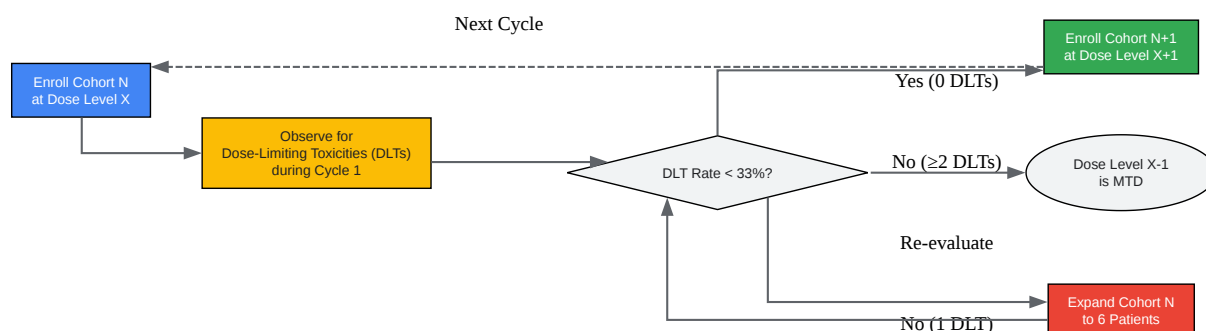 Next Cycle
Enroll Cohort N+1
at Dose Level X+1
Enroll Cohort N
at Dose Level X
Yes (0 DLTs)
Observe for
Dose-Limiting Toxicities (DLTs)
during Cycle 1
DLT Rate < 33%?
No (≥2 DLTs)
Dose Level X-1
is MTD
Re-evaluate
Expand Cohort N
to 6 Patients
No (1 DLT)